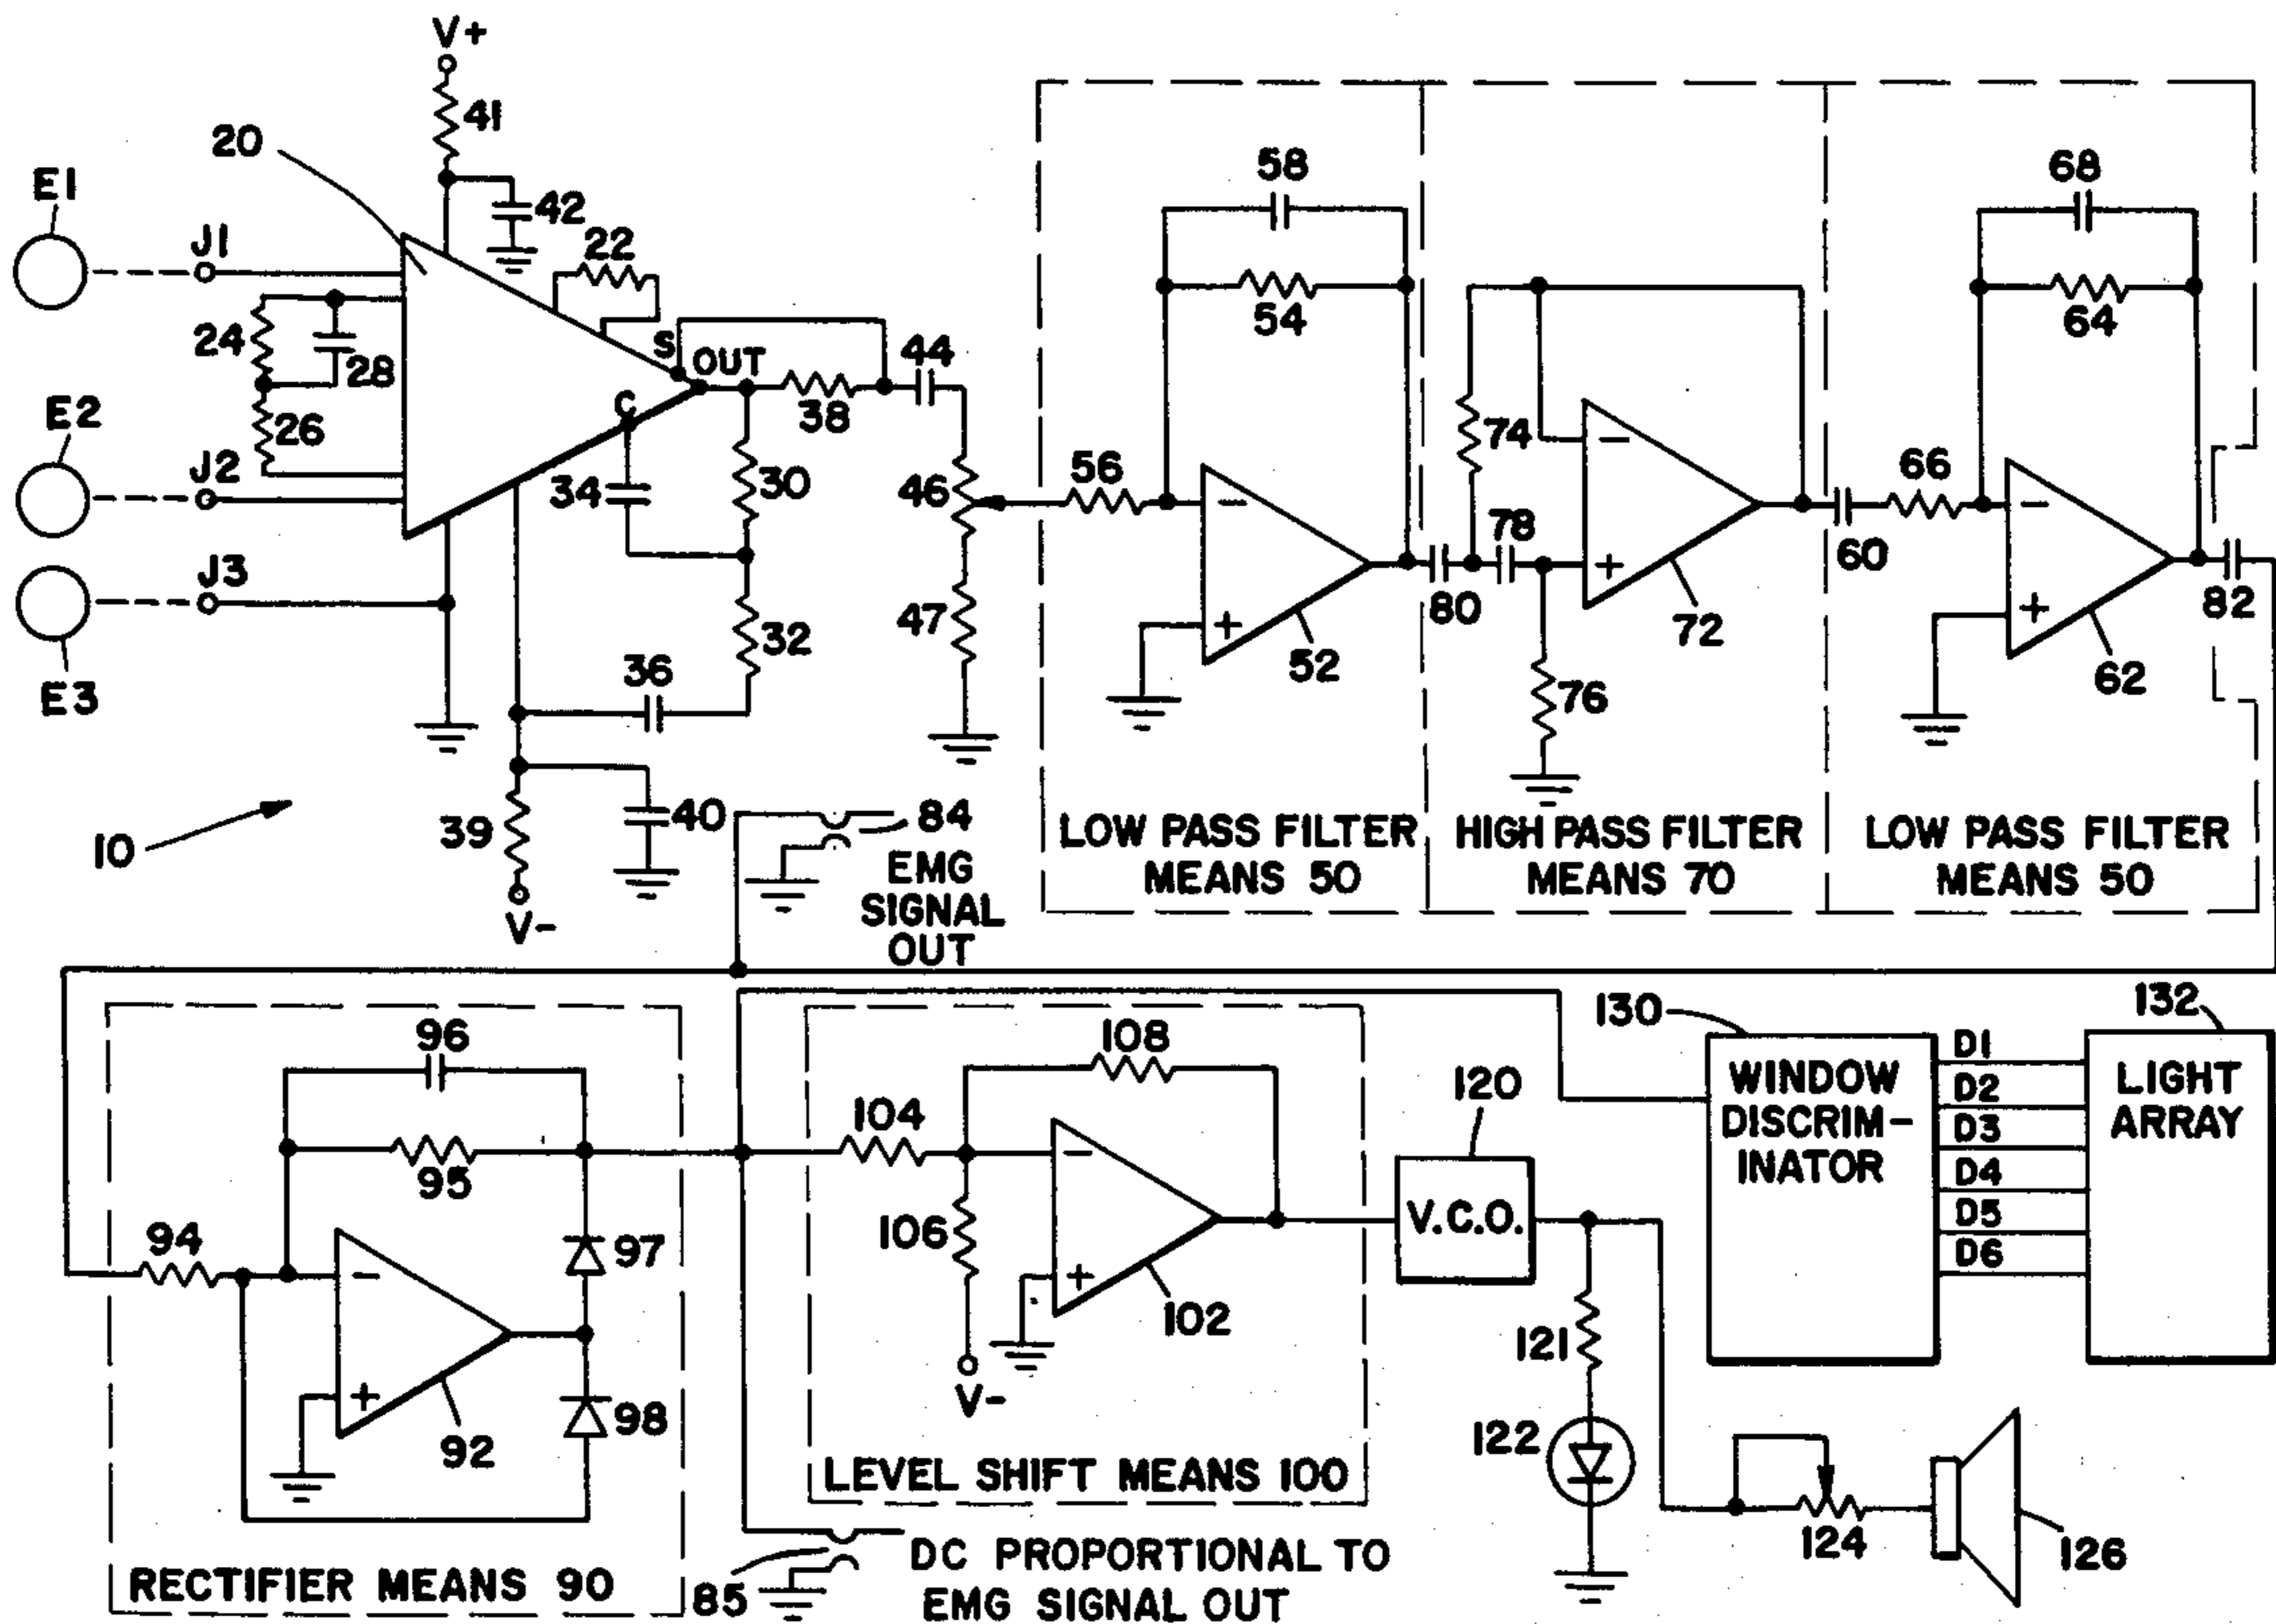 V+
41
20
E1
42
J1
22
24
28
S
OUT
44
C
38
E2
26
J2
34
30
46
J3
47
32
E3
36
10
39
40
V-
84
EMG
SIGNAL
OUT
58
54
56
-
+
52
80
LOW PASS FILTER
MEANS 50
74
78
-
+
72
76
HIGH PASS FILTER
MEANS 70
68
64
60
66
-
+
62
82
LOW PASS FILTER
MEANS 50
96
95
94
-
+
92
97
98
RECTIFIER MEANS 90
85
DC PROPORTIONAL TO
EMG SIGNAL OUT
108
104
106
-
+
102
V-
LEVEL SHIFT MEANS 100
120
V.C.O.
121
122
124
126
130
WINDOW
DISCRIM-
INATOR
D1
D2
D3
D4
D5
D6
132
LIGHT
ARRAY